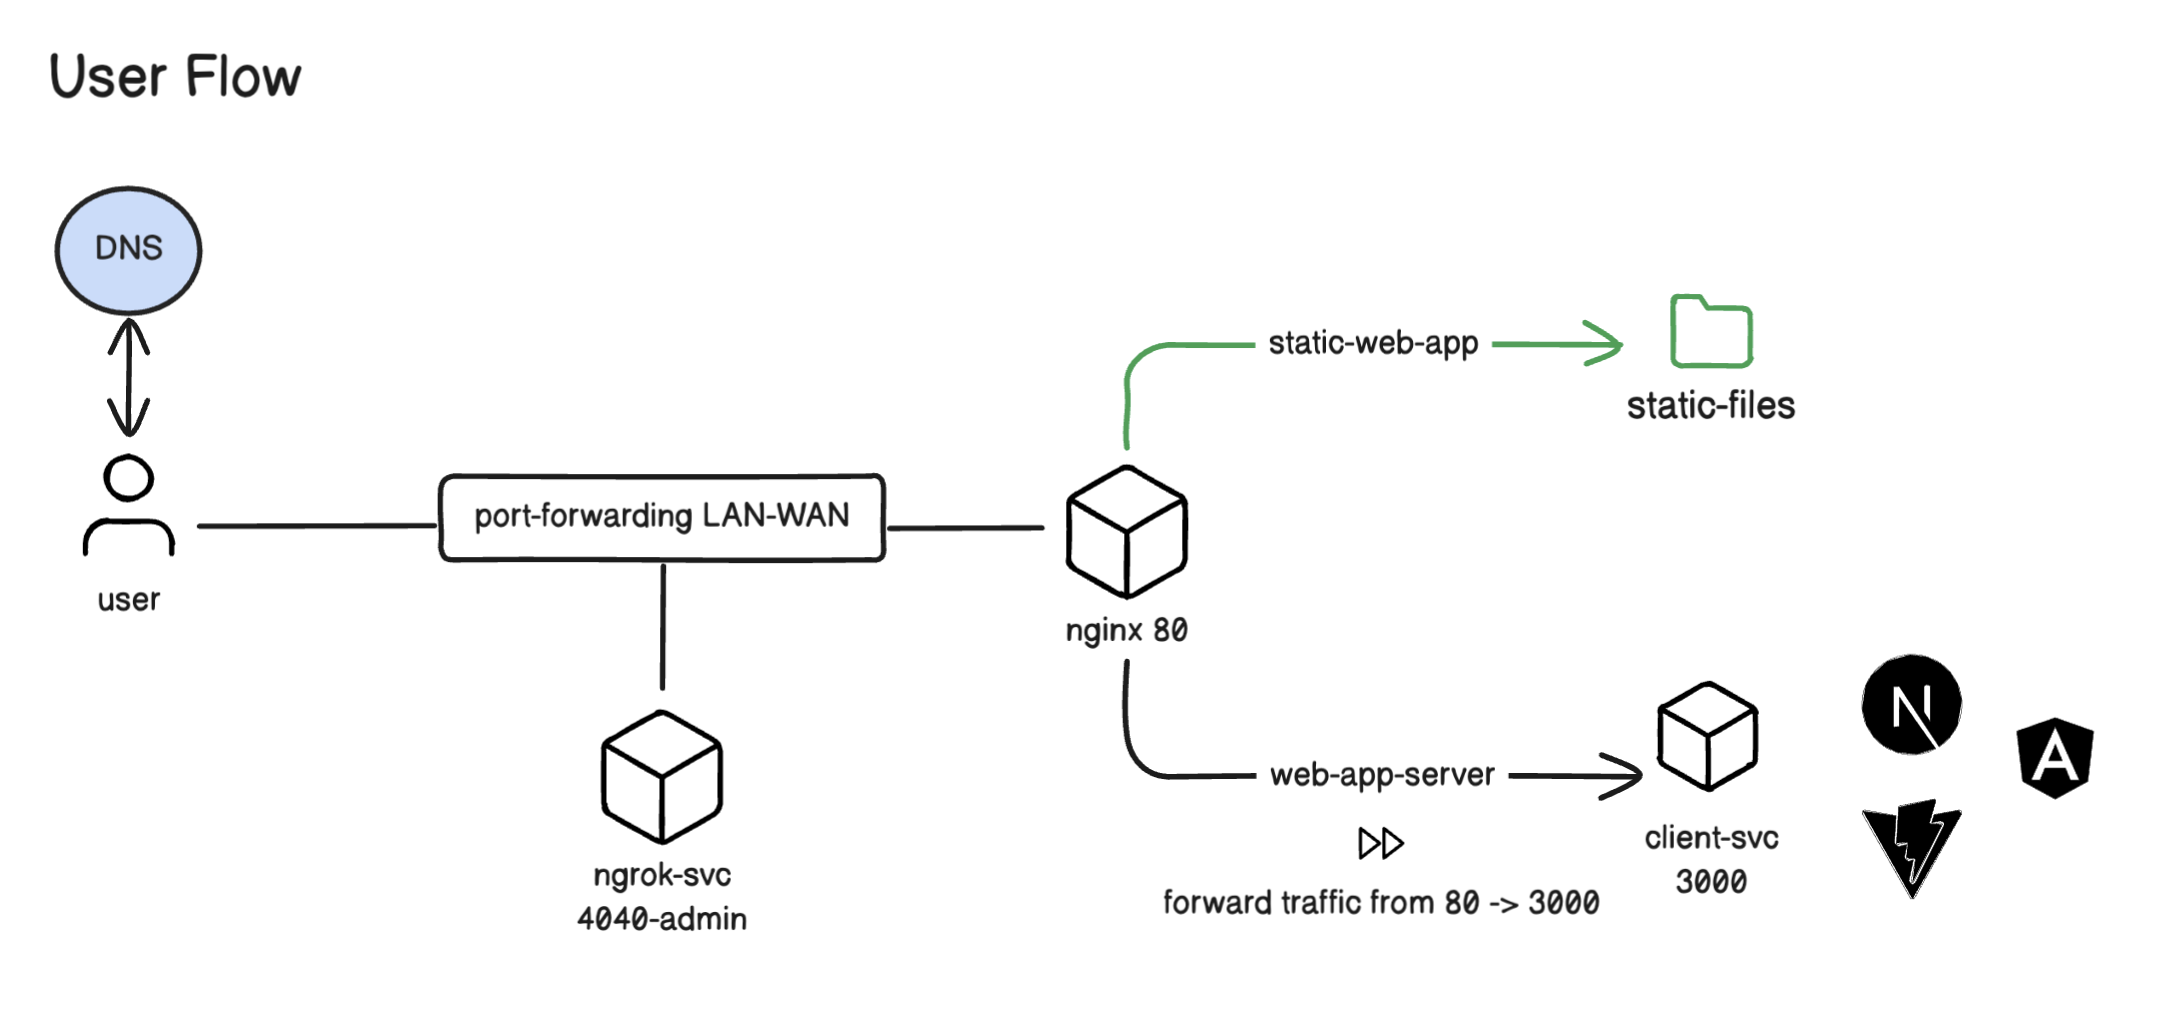 User Flow
DNS
user
port-forwarding LAN-WAN
ngrok-svc
4040-admin
nginx 80
static-web-app
static-files
web-app-server
forward traffic from 80 -> 3000
client-svc
3000
N
A